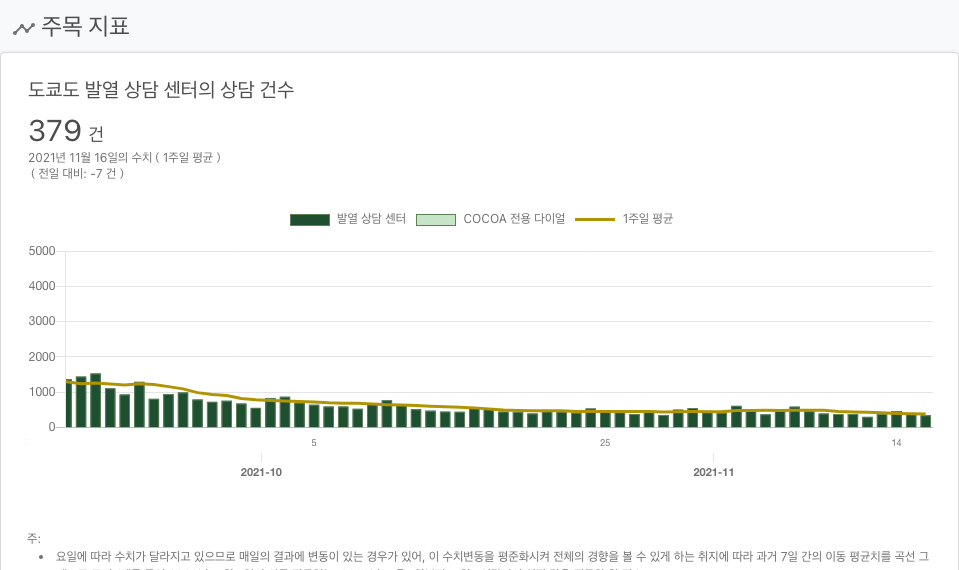 주목 지표
도쿄도 발열 상담 센터의 상담 건수
379 건
2021년 11월 16일의 수치 ( 1주일 평균 )
( 전일 대비: -7 건 )
발열 상담 센터 COCOA 전용 다이얼 1주일 평균
5000
4000
3000
2000
1000
0
5 25 14
2021-10 2021-11
주:
• 요일에 따라 수치가 달라지고 있으므로 매일의 결과에 변동이 있는 경우가 있어, 이 수치변동을 평준화시켜 전체의 경향을 볼 수 있게 하는 취지에 따라 과거 7일 간의 이동 평균치를 곡선 그